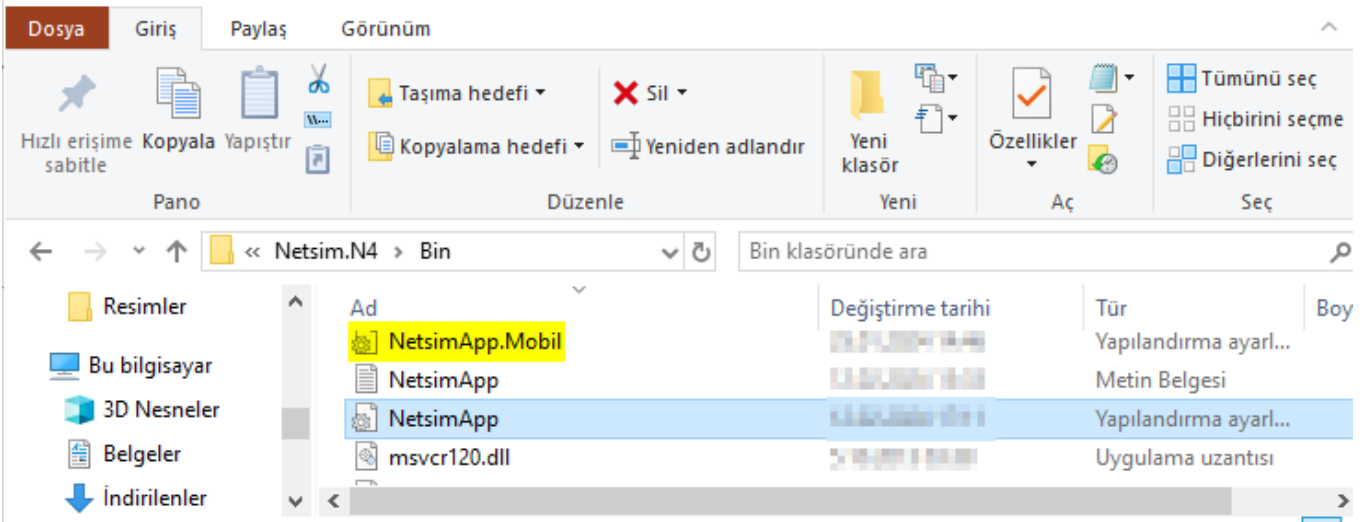 Dosya Giriş Paylaş Görünüm
Hızlı erişime sabitle
Kopyala
Yapıştır
Pano
Taşıma hedefi
Kopyalama hedefi
Sil
Yeniden adlandır
Düzenle
Yeni klasör
Yeni
Özellikler
Aç
Tümünü seç
Hiçbirini seçme
Diğerlerini seç
Seç
« Netsim.N4 > Bin
Bin klasöründe ara
Resimler
Bu bilgisayar
3D Nesneler
Belgeler
İndirilenler
Ad Değiştirme tarihi Tür Boy
NetsimApp.Mobil Yapılandırma ayarl...
NetsimApp Metin Belgesi
NetsimApp Yapılandırma ayarl...
msvcr120.dll Uygulama uzantısı